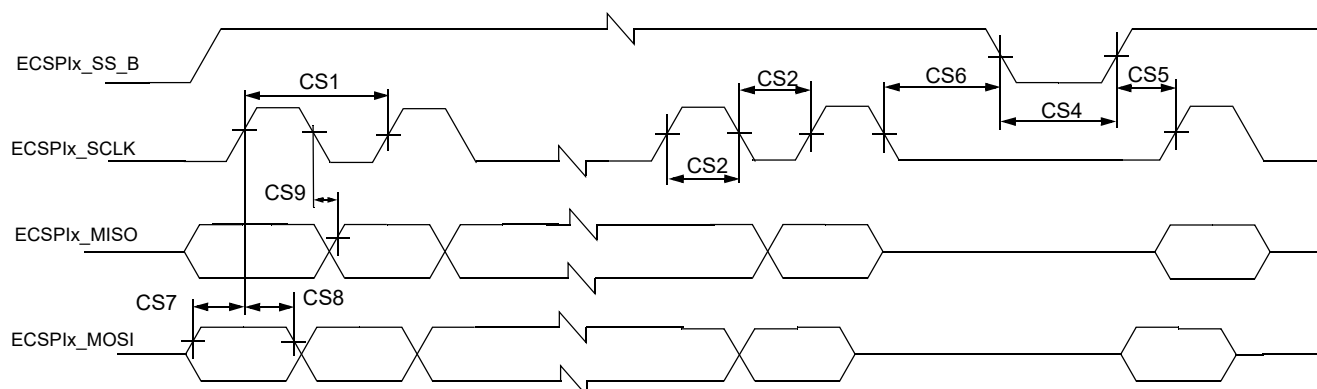 ECSPIx_SS_B
CS1
CS2
CS6
CS5
CS4
ECSPIx_SCLK
CS2
CS9
ECSPIx_MISO
CS7
CS8
ECSPIx_MOSI